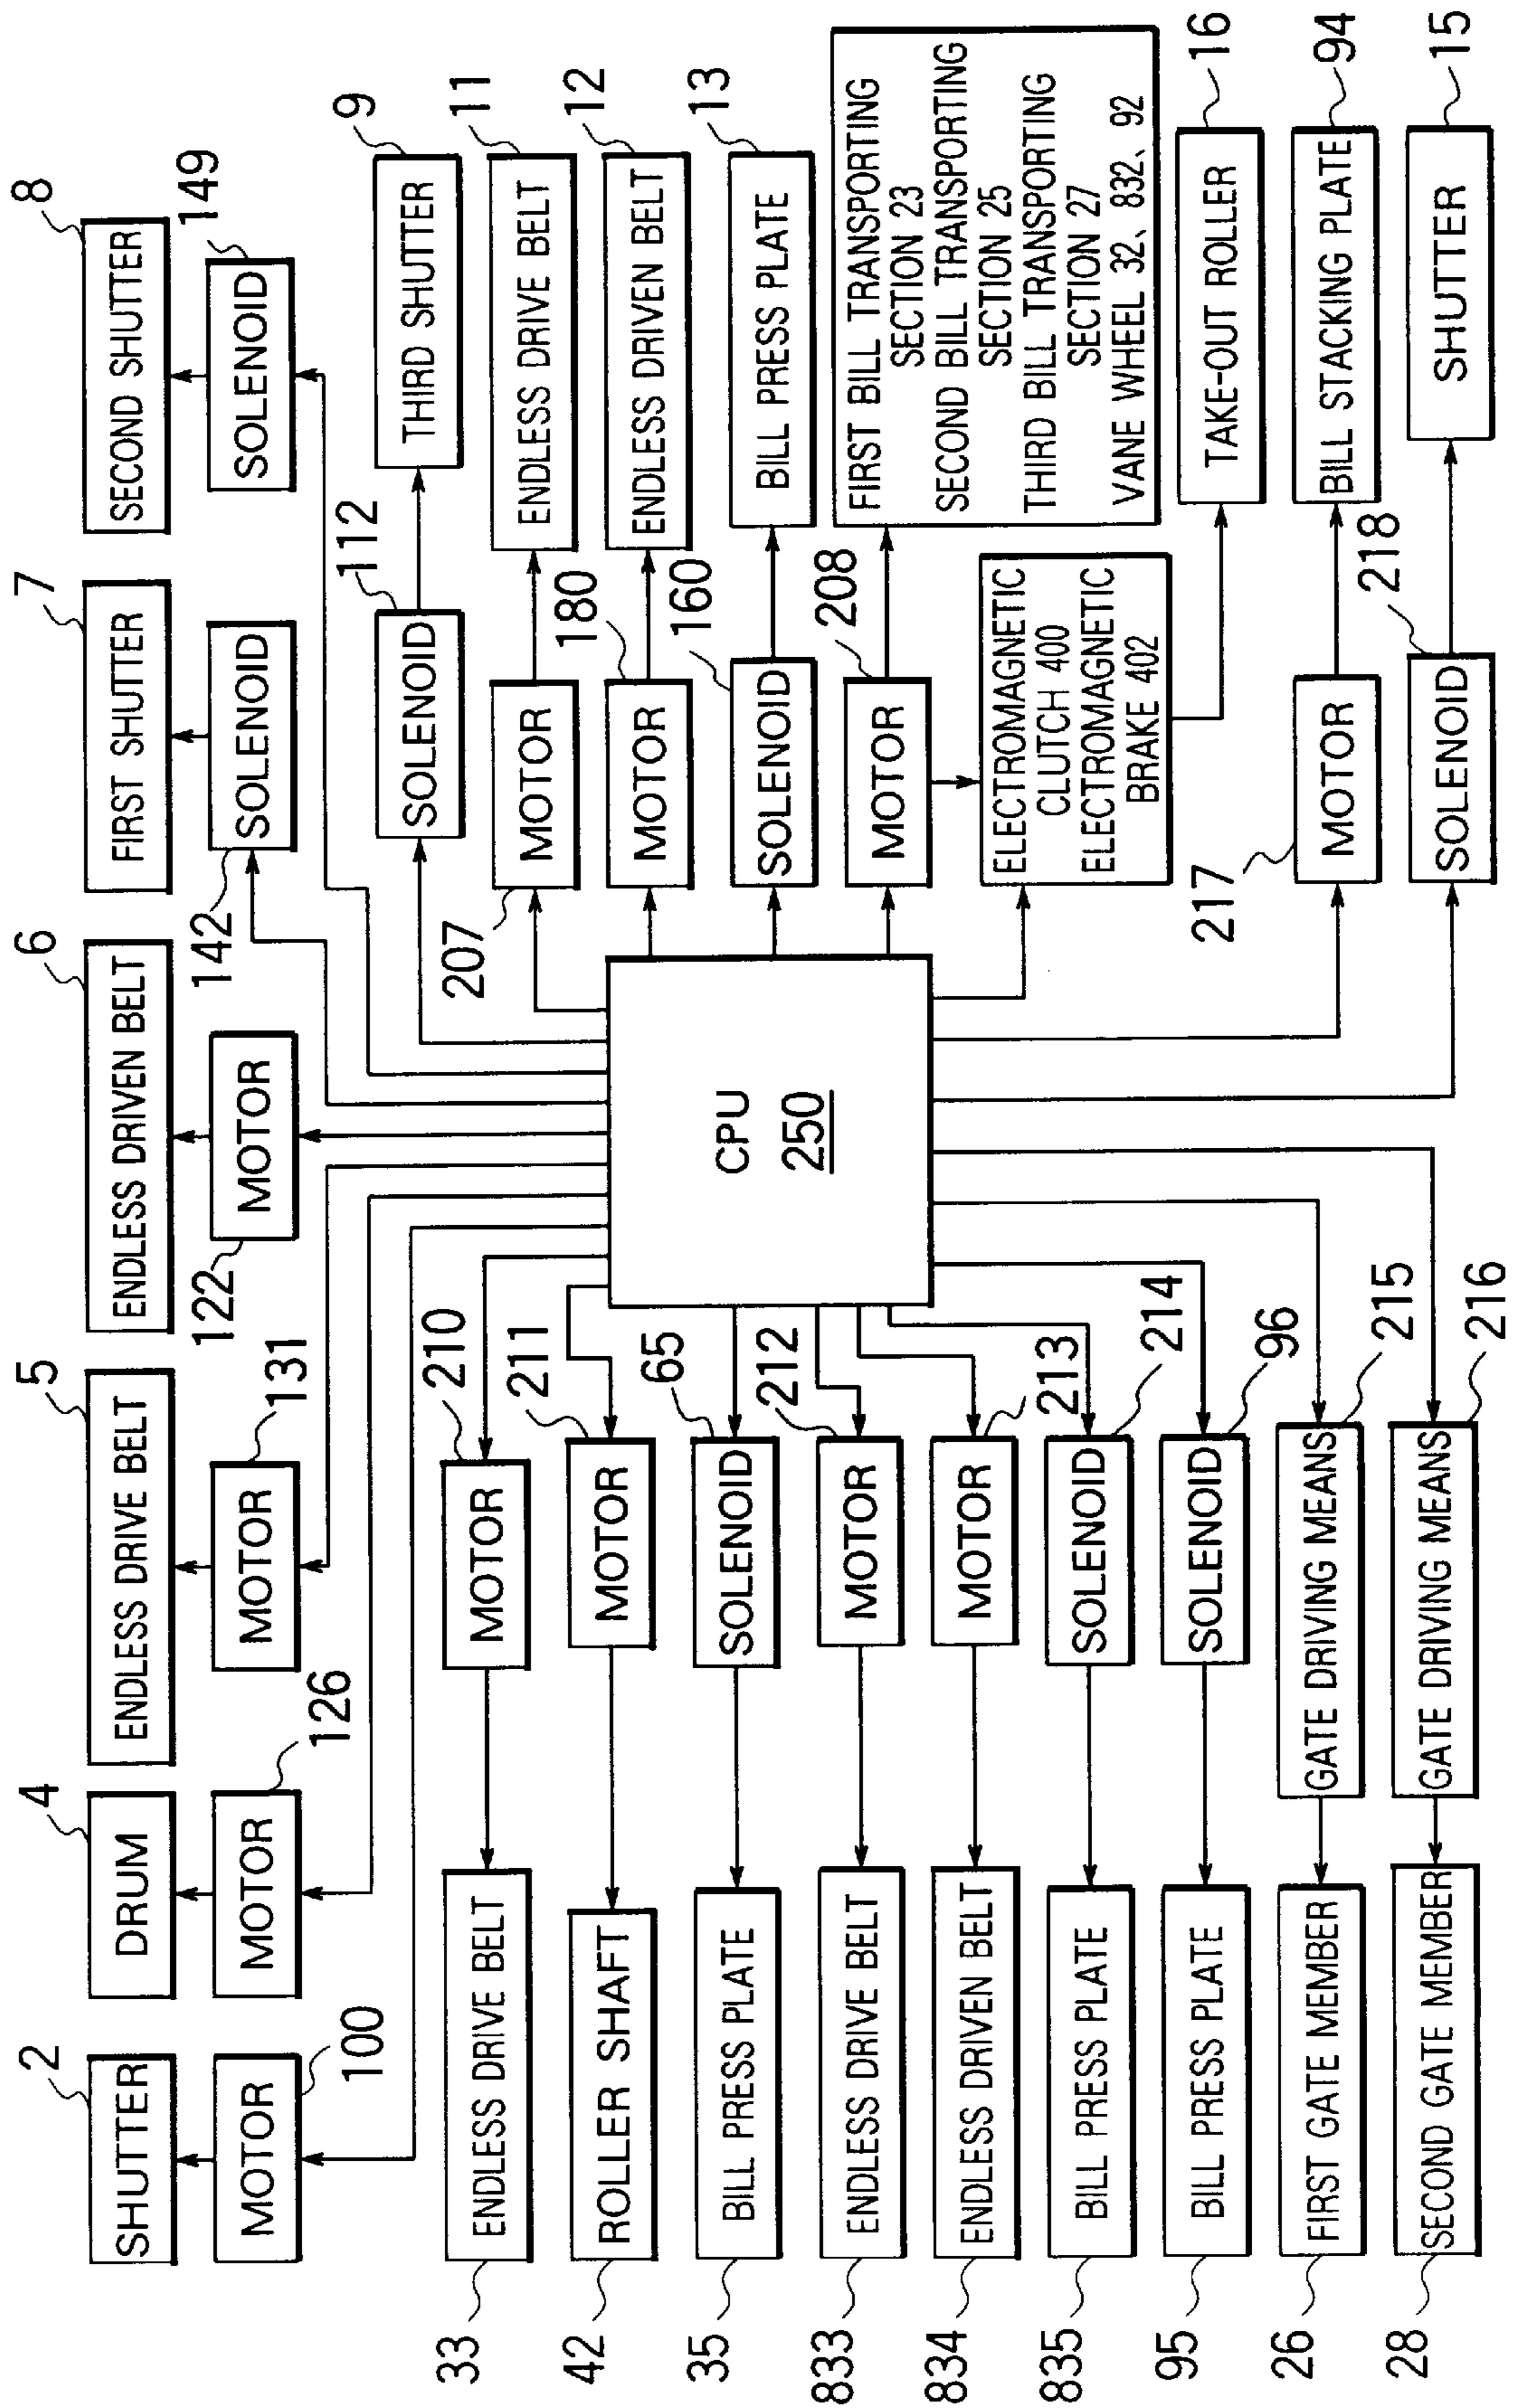 2
SHUTTER
MOTOR
100
4
DRUM
MOTOR
126
5
ENDLESS DRIVE BELT
MOTOR
131
6
ENDLESS DRIVEN BELT
MOTOR
122
7
FIRST SHUTTER
SOLENOID
142
8
SECOND SHUTTER
SOLENOID
149
33
ENDLESS DRIVE BELT
MOTOR
210
42
ROLLER SHAFT
MOTOR
211
35
BILL PRESS PLATE
SOLENOID
65
833
ENDLESS DRIVE BELT
MOTOR
212
834
ENDLESS DRIVEN BELT
MOTOR
213
835
BILL PRESS PLATE
SOLENOID
214
95
BILL PRESS PLATE
SOLENOID
96
26
FIRST GATE MEMBER
GATE DRIVING MEANS
215
28
SECOND GATE MEMBER
GATE DRIVING MEANS
216
CPU
250
112
SOLENOID
THIRD SHUTTER
9
207
MOTOR
ENDLESS DRIVE BELT
11
180
MOTOR
ENDLESS DRIVEN BELT
12
160
SOLENOID
BILL PRESS PLATE
13
208
MOTOR
FIRST BILL TRANSPORTING
SECTION 23
SECOND BILL TRANSPORTING
SECTION 25
THIRD BILL TRANSPORTING
SECTION 27
VANE WHEEL 32、832、92
ELECTROMAGNETIC
CLUTCH 400
ELECTROMAGNETIC
BRAKE 402
TAKE-OUT ROLLER
16
217
MOTOR
BILL STACKING PLATE
94
218
SOLENOID
SHUTTER
15